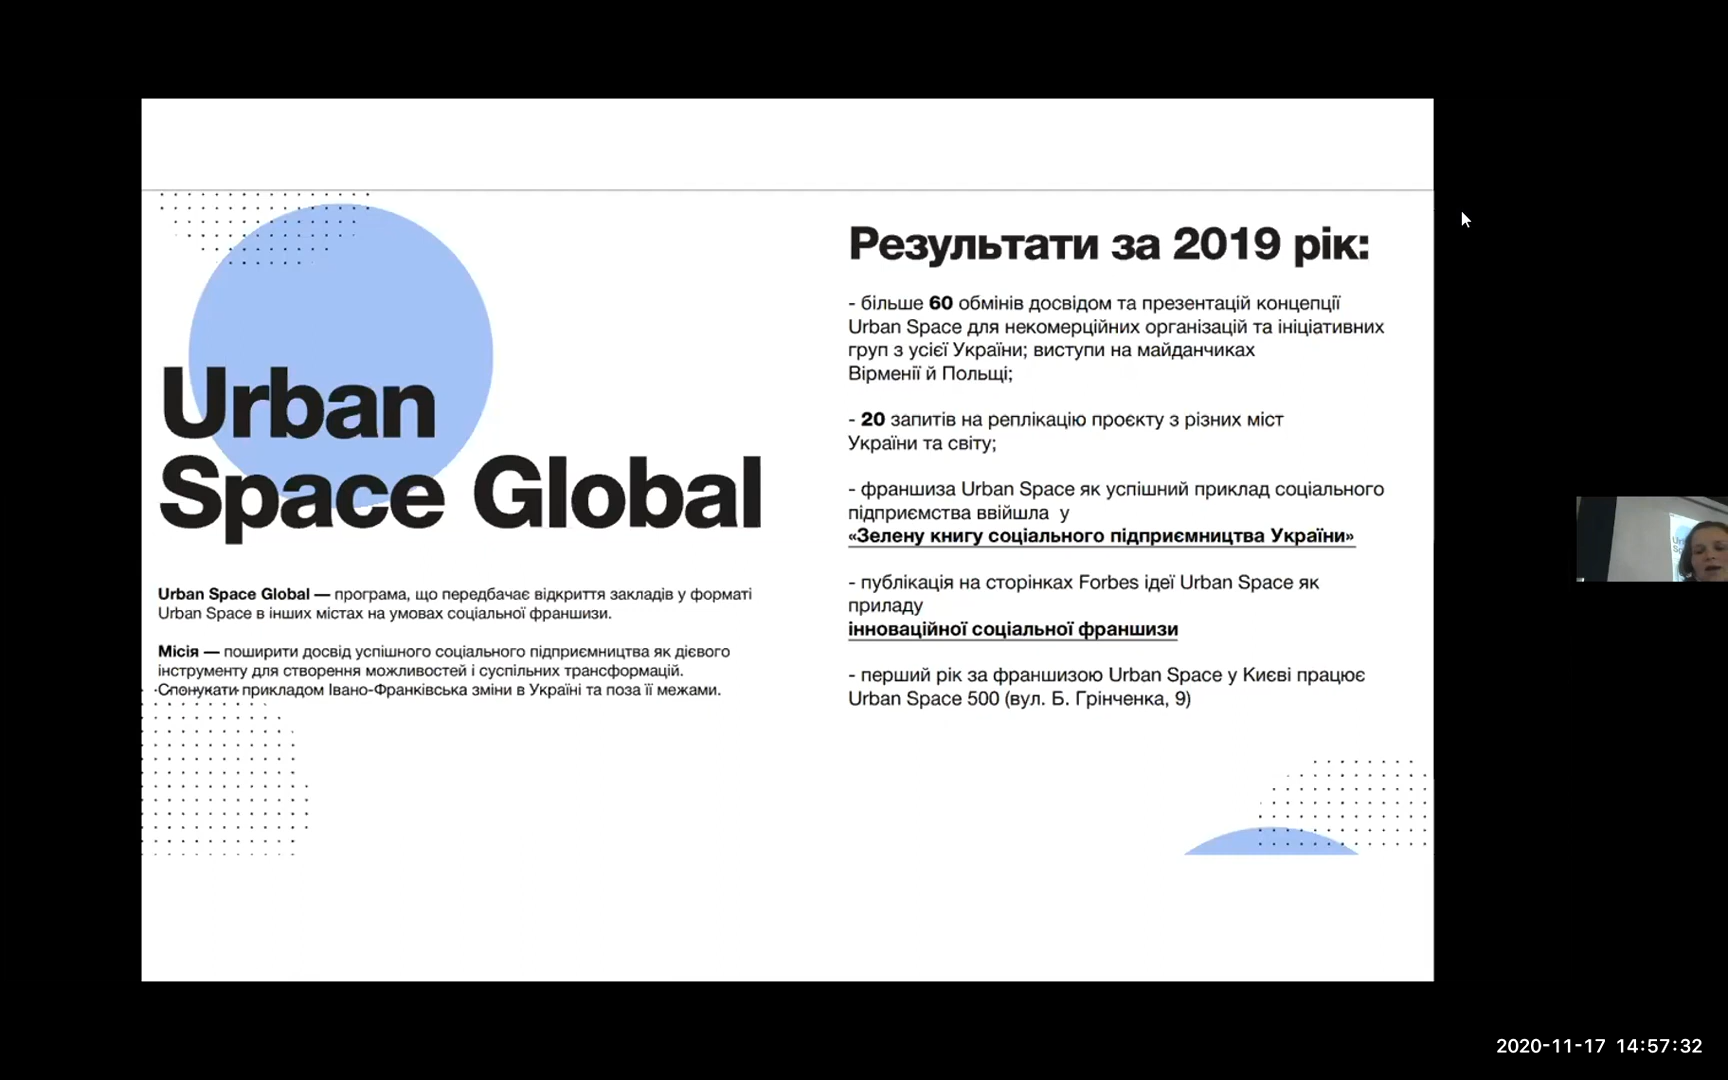 Urban
Space Global
Urban Space Global — програма, що передбачає відкриття закладів у форматі
Urban Space в інших містах на умовах соціальної франшизи.
Місія — поширити досвід успішного соціального підприємництва як дієвого
інструменту для створення можливостей і суспільних трансформацій.
Спонукати прикладом Івано-Франківська зміни в Україні та поза її межами.
Результати за 2019 рік:
- більше 60 обмінів досвідом та презентацій концепції
Urban Space для некомерційних організацій та ініціативних
груп з усієї України; виступи на майданчиках
Вірменії й Польщі;
- 20 запитів на реплікацію проєкту з різних міст
України та світу;
- франшиза Urban Space як успішний приклад соціального
підприємства ввійшла у
«Зелену книгу соціального підприємництва України»
- публікація на сторінках Forbes ідеї Urban Space як
приладу
інноваційної соціальної франшизи
- перший рік за франшизою Urban Space у Києві працює
Urban Space 500 (вул. Б. Грінченка, 9)
2020-11-17 14:57:32